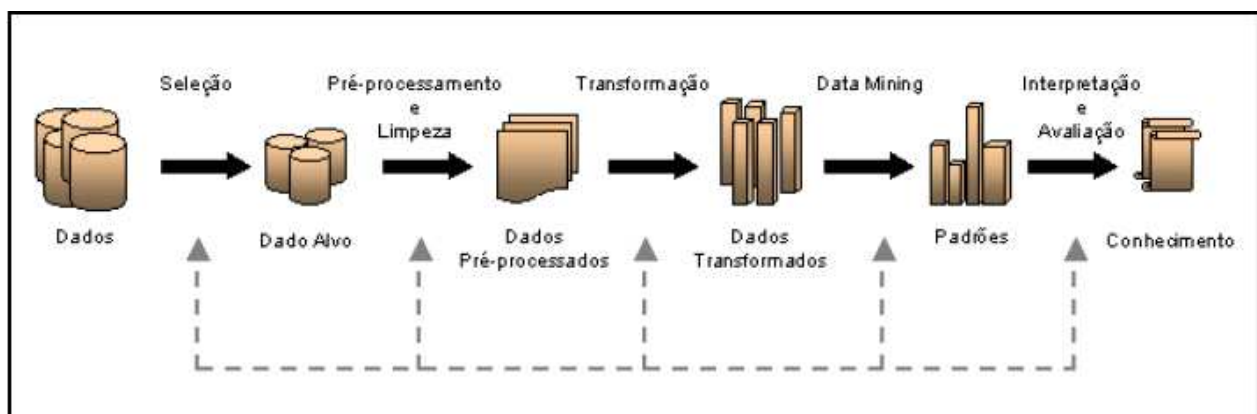 Seleção
Pré-processamento
e
Limpeza
Transformação
Data Mining
Interpretação
e
Avaliação
Dados
Dado Alvo
Dados
Pré-processados
Dados
Transformados
Padrões
Conhecimento